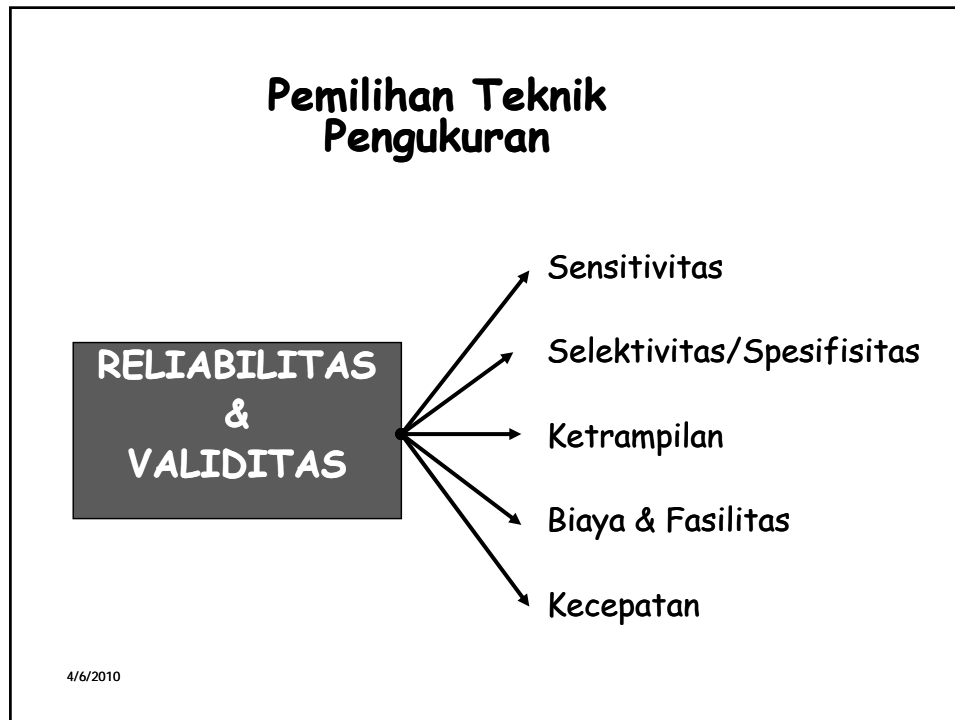 Pemilihan Teknik
Pengukuran
RELIABILITAS
&
VALIDITAS
Sensitivitas
Selektivitas/Spesifisitas
Ketrampilan
Biaya & Fasilitas
Kecepatan
4/6/2010